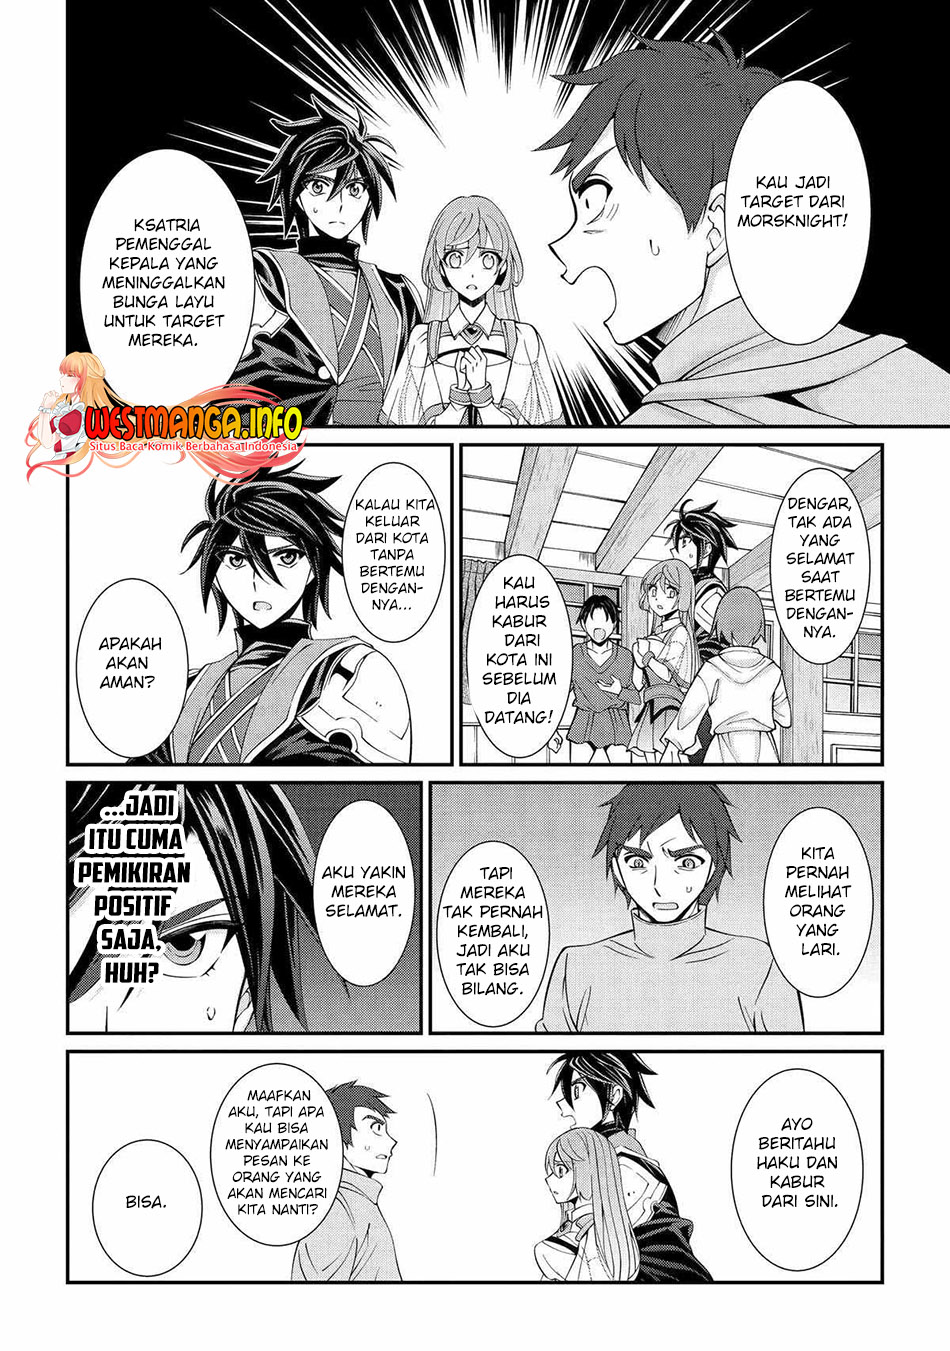 KAU JADI
TARGET DARI
MORSKNIGHT!
KSATRIA
PEMENGGAL
KEPALA YANG
MENINGGALKAN
BUNGA LAYU
UNTUK TARGET
MEREKA.
WESTMANGA.INFO
Situs Baca Komik Berbahasa Indonesia
DENGAR,
TAK ADA
YANG
SELAMAT
SAAT
BERTEMU
DENGAN-
NYA.
KAU
HARUS
KABUR
DARI
KOTA INI
SEBELUM
DIA
DATANG!
KALAU KITA
KELUAR
DARI KOTA
TANPA
BERTEMU
DENGAN-
NYA...
APAKAH
AKAN
AMAN?
KITA
PERNAH
MELIHAT
ORANG
YANG
LARI.
TAPI
MEREKA
TAK PERNAH
KEMBALI,
JADI AKU
TAK BISA
BILANG.
AKU YAKIN
MEREKA
SELAMAT.
...JADI
ITU CUMA
PEMIKIRAN
POSITIF
SAJA,
HUH?
AYO
BERITAHU
HAKU DAN
KABUR
DARI SINI.
MAAFKAN
AKU, TAPI APA
KAU BISA
MENYAMPAIKAN
PESAN KE
ORANG YANG
AKAN MENCARI
KITA NANTI?
BISA.